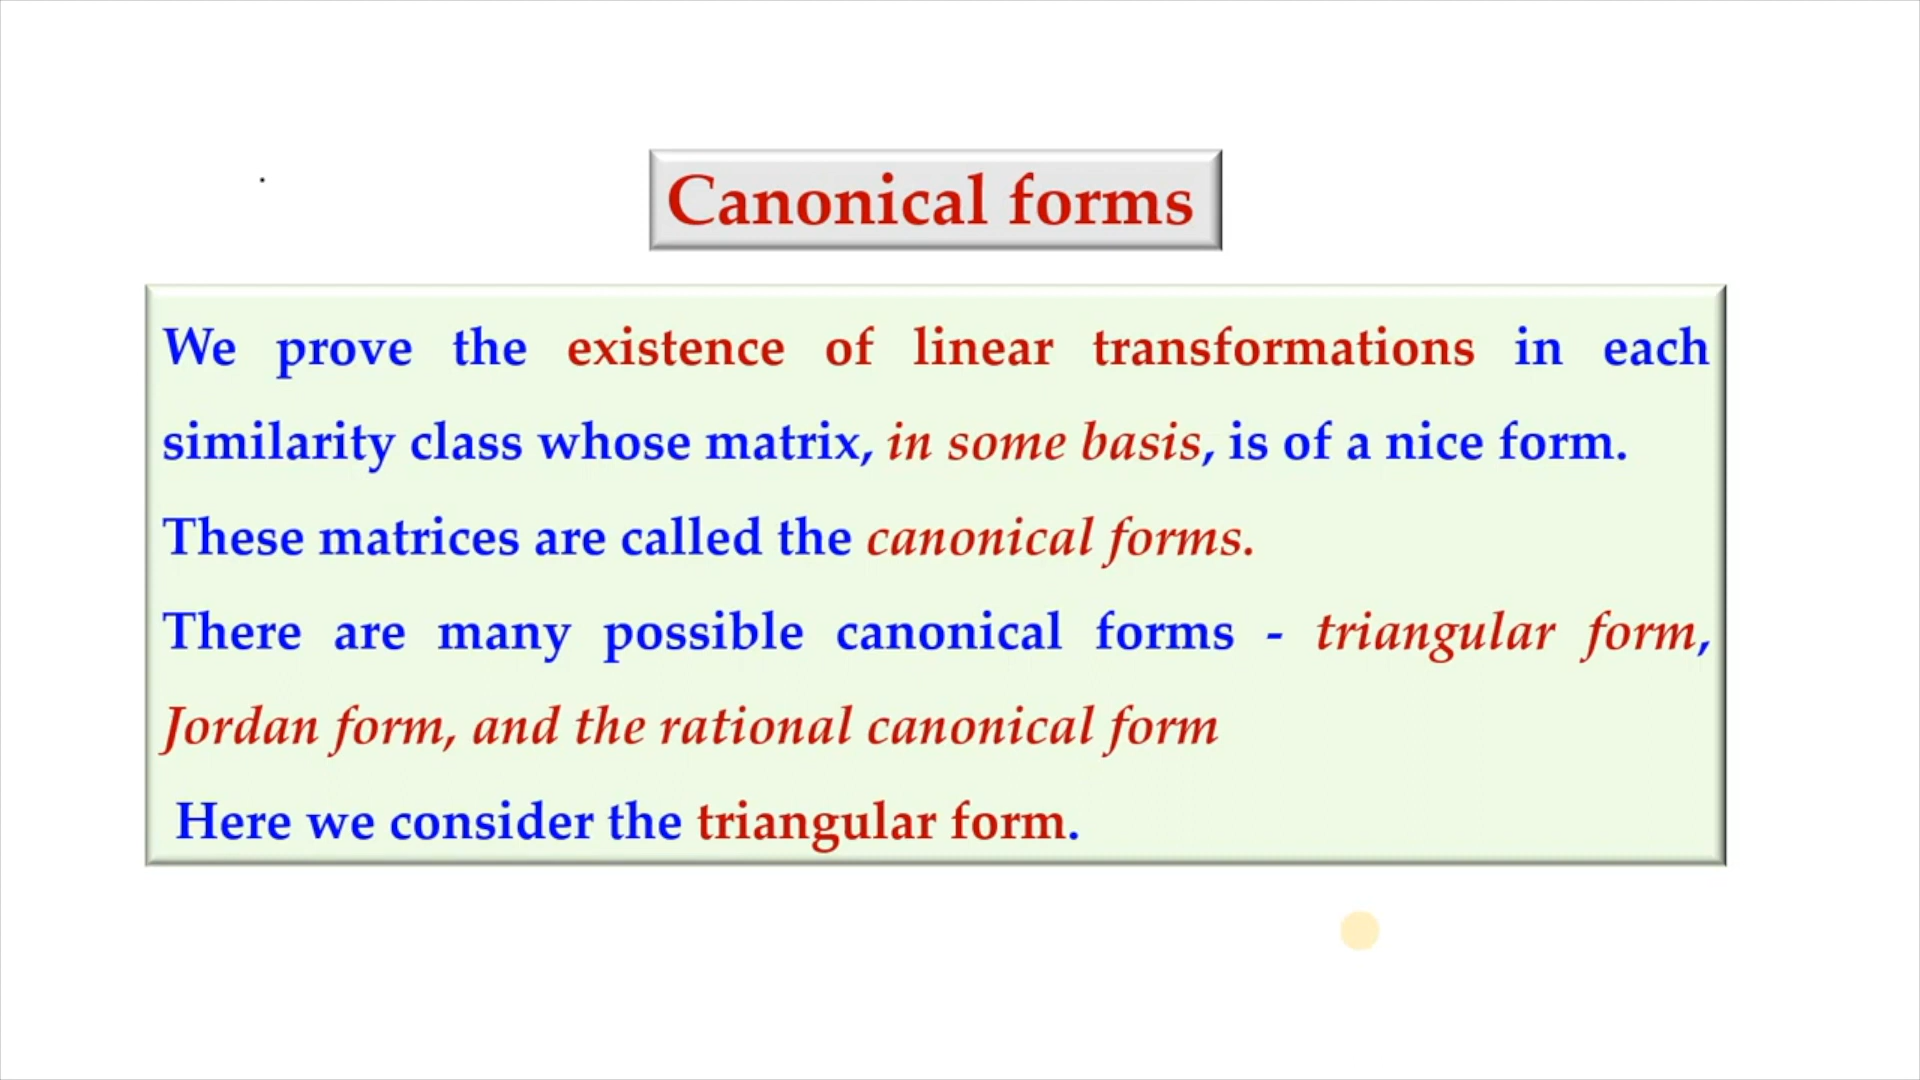 Canonical forms
We prove the existence of linear transformations in each
similarity class whose matrix, in some basis, is of a nice form.
These matrices are called the canonical forms.
There are many possible canonical forms - triangular form,
Jordan form, and the rational canonical form
Here we consider the triangular form.